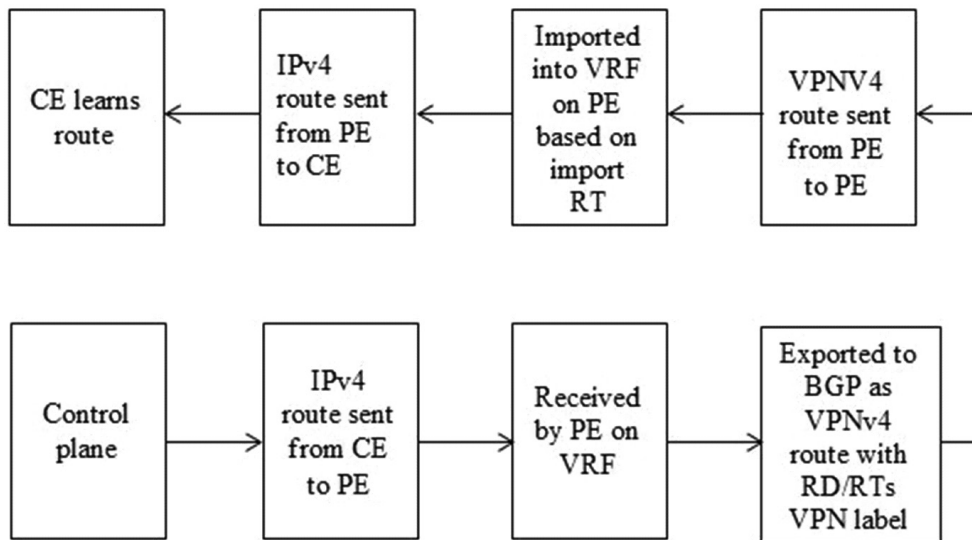 CE learns
route
IPv4
route sent
from PE
to CE
Imported
into VRF
on PE
based on
import
RT
VPNV4
route sent
from PE
to PE
Control
plane
IPv4
route sent
from CE
to PE
Received
by PE on
VRF
Exported to
BGP as
VPNv4
route with
RD/RTs
VPN label